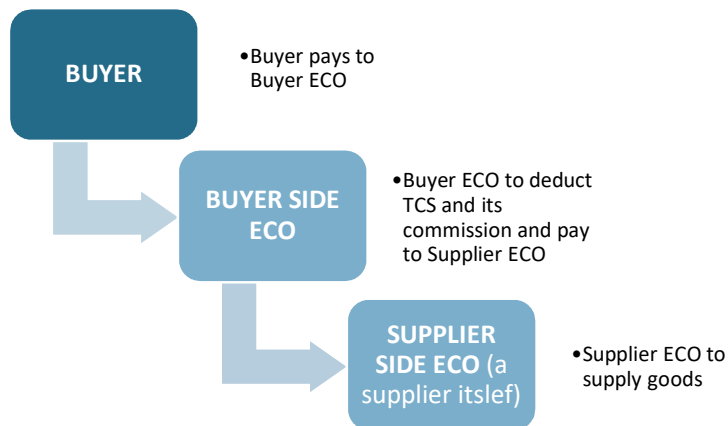 BUYER
•Buyer pays to
Buyer ECO
BUYER SIDE
ECO
•Buyer ECO to deduct
TCS and its
commission and pay
to Supplier ECO
SUPPLIER
SIDE ECO (a
supplier itslef)
•Supplier ECO to
supply goods